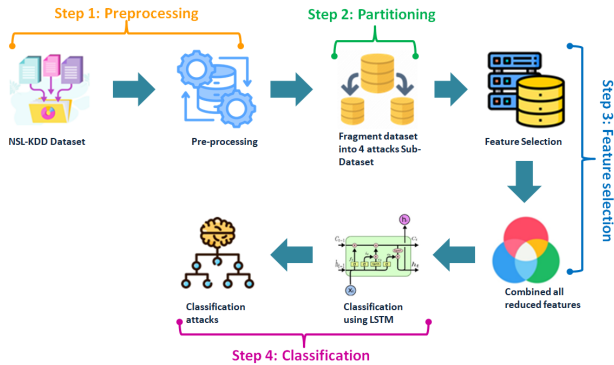 Step 1: Preprocessing
Step 2: Partitioning
NSL-KDD Dataset
Pre-processing
Fragment dataset
into 4 attacks Sub-
Dataset
Feature Selection
Step 3: Feature selection
Combined all
reduced features
Classification
using LSTM
Classification
attacks
Step 4: Classification